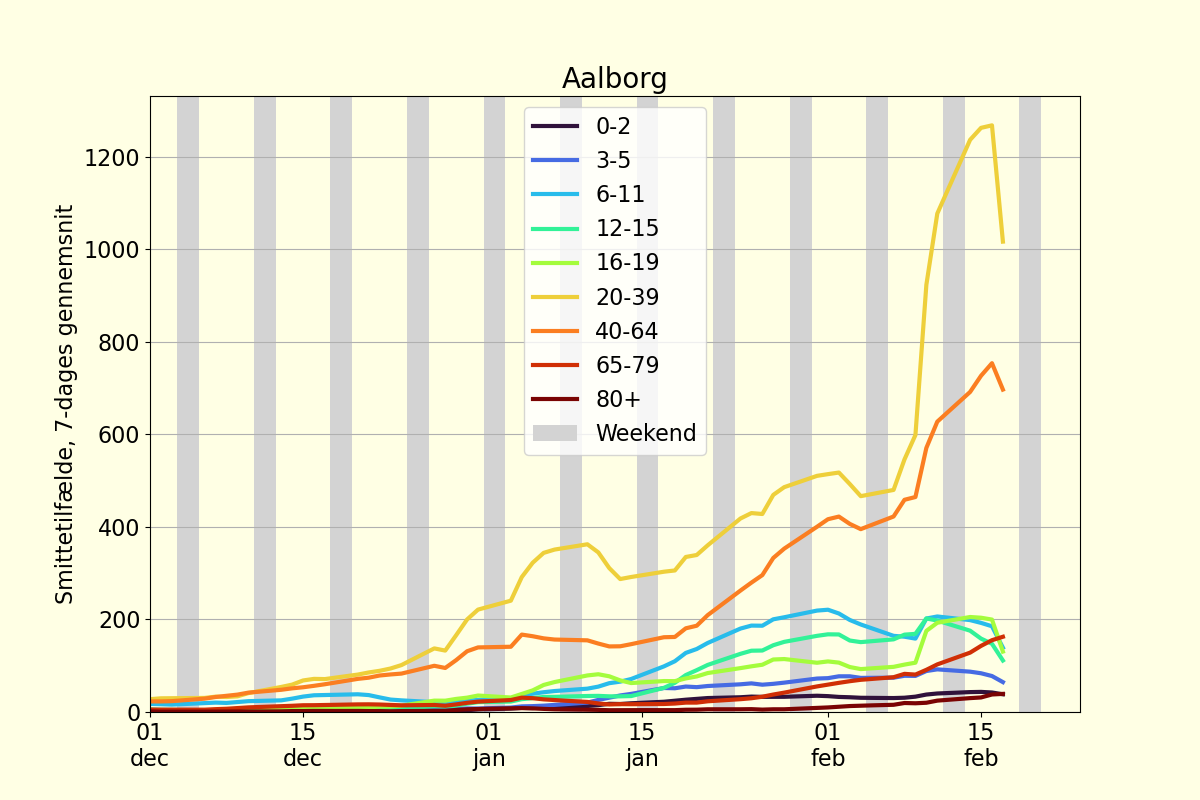 Aalborg
Smittetilfælde, 7-dages gennemsnit
1200
1000
800
600
400
200
0
0-2
3-5
6-11
12-15
16-19
20-39
40-64
65-79
80+
Weekend
01
dec
15
dec
01
jan
15
jan
01
feb
15
feb